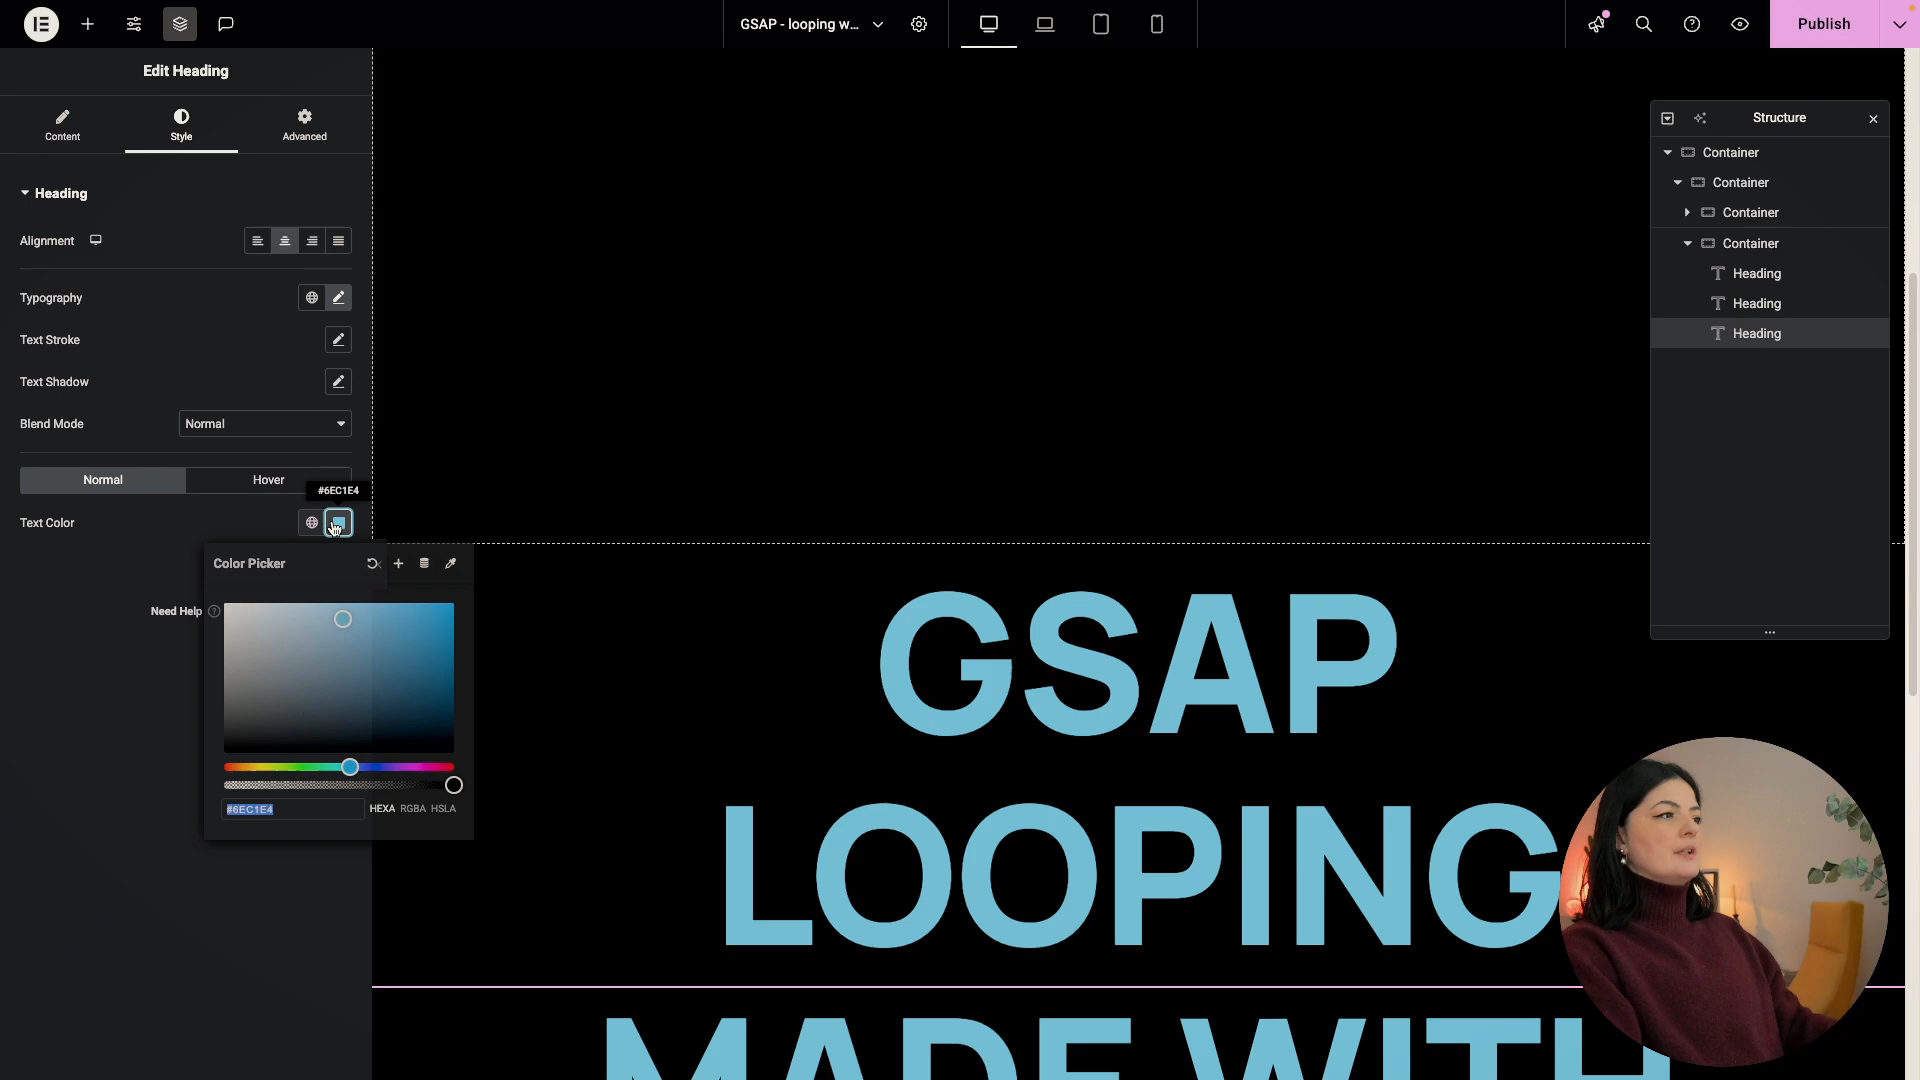 GSAP - looping w...
Publish
Edit Heading
Content
Style
Advanced
Heading
Alignment
Typography
Text Stroke
Text Shadow
Blend Mode
Normal
Normal
Hover
#6EC1E4
Text Color
Color Picker
Need Help
#6EC1E4
HEXA RGBA HSLA
Structure
Container
Container
Container
Container
Heading
Heading
Heading
GSAP
LOOPING
MADE WITH